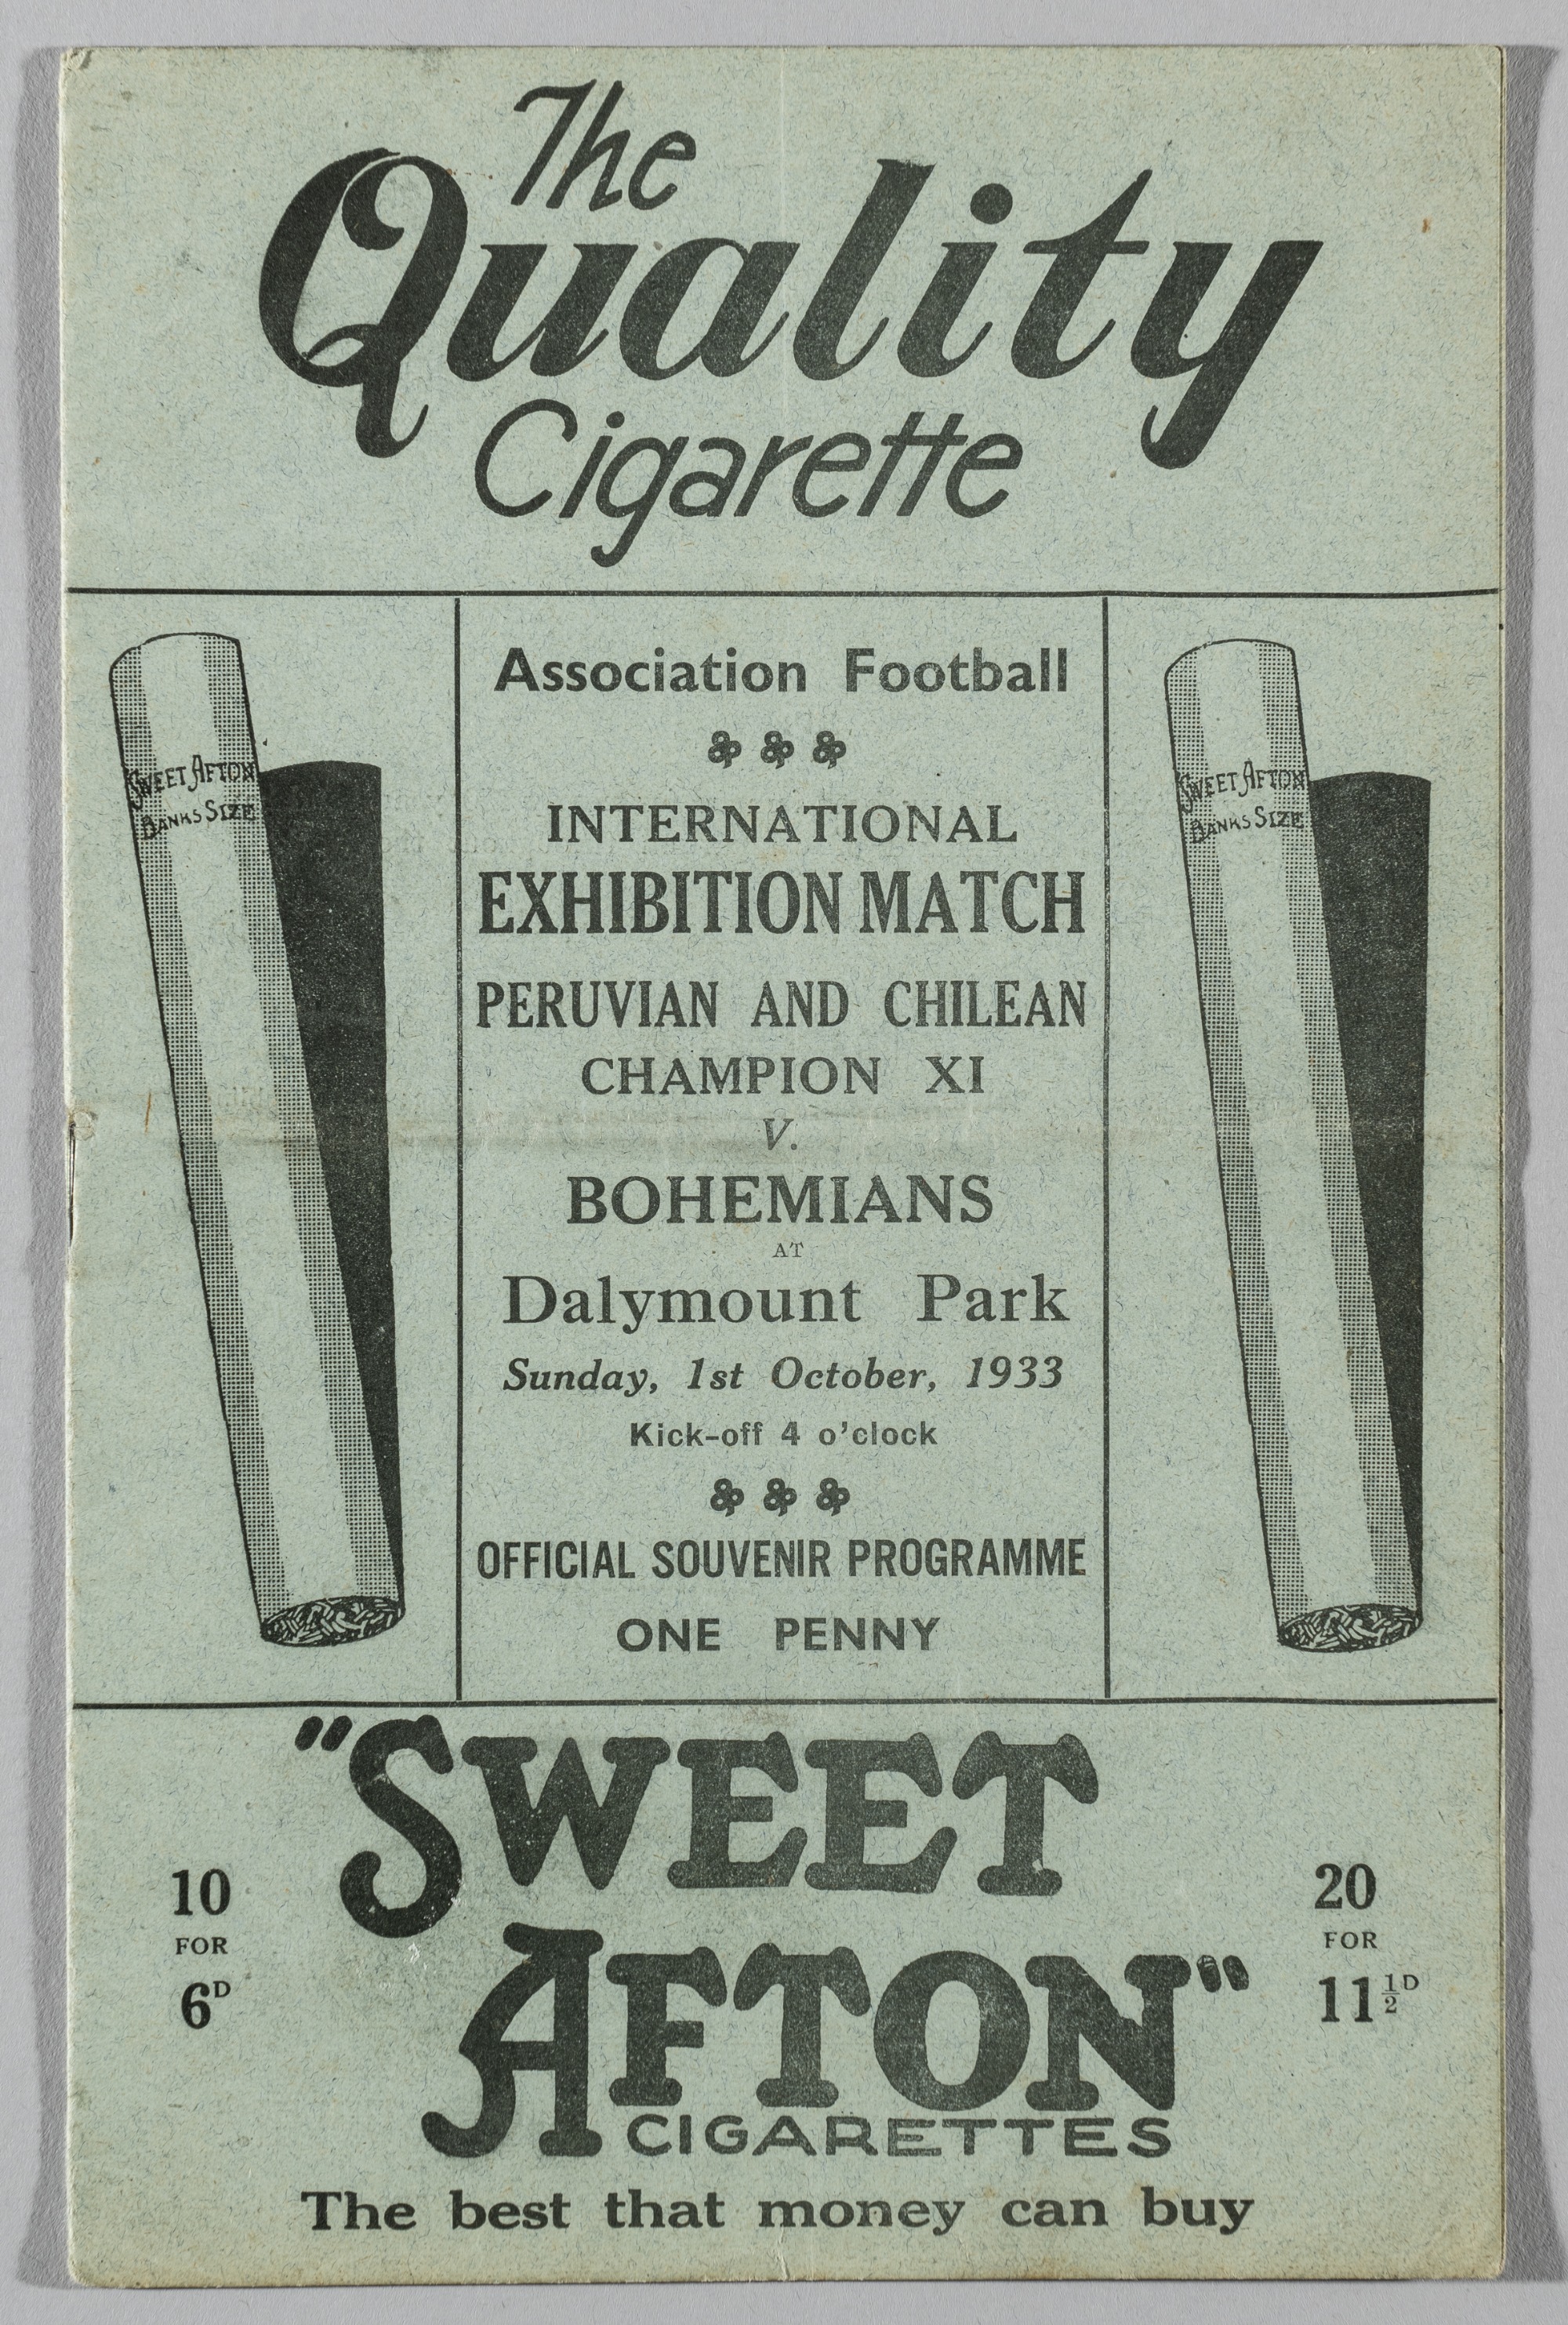 The
Quality
Cigarette
SWEET AFTON
BANKS SIZE
Association Football
INTERNATIONAL
EXHIBITION MATCH
PERUVIAN AND CHILEAN
CHAMPION XI
V.
BOHEMIANS
AT
Dalymount Park
Sunday, 1st October, 1933
Kick-off 4 o'clock
OFFICIAL SOUVENIR PROGRAMME
ONE PENNY
SWEET AFTON
BANKS SIZE
"SWEET
AFTON"
CIGARETTES
10
FOR
6D
20
FOR
11½D
The best that money can buy